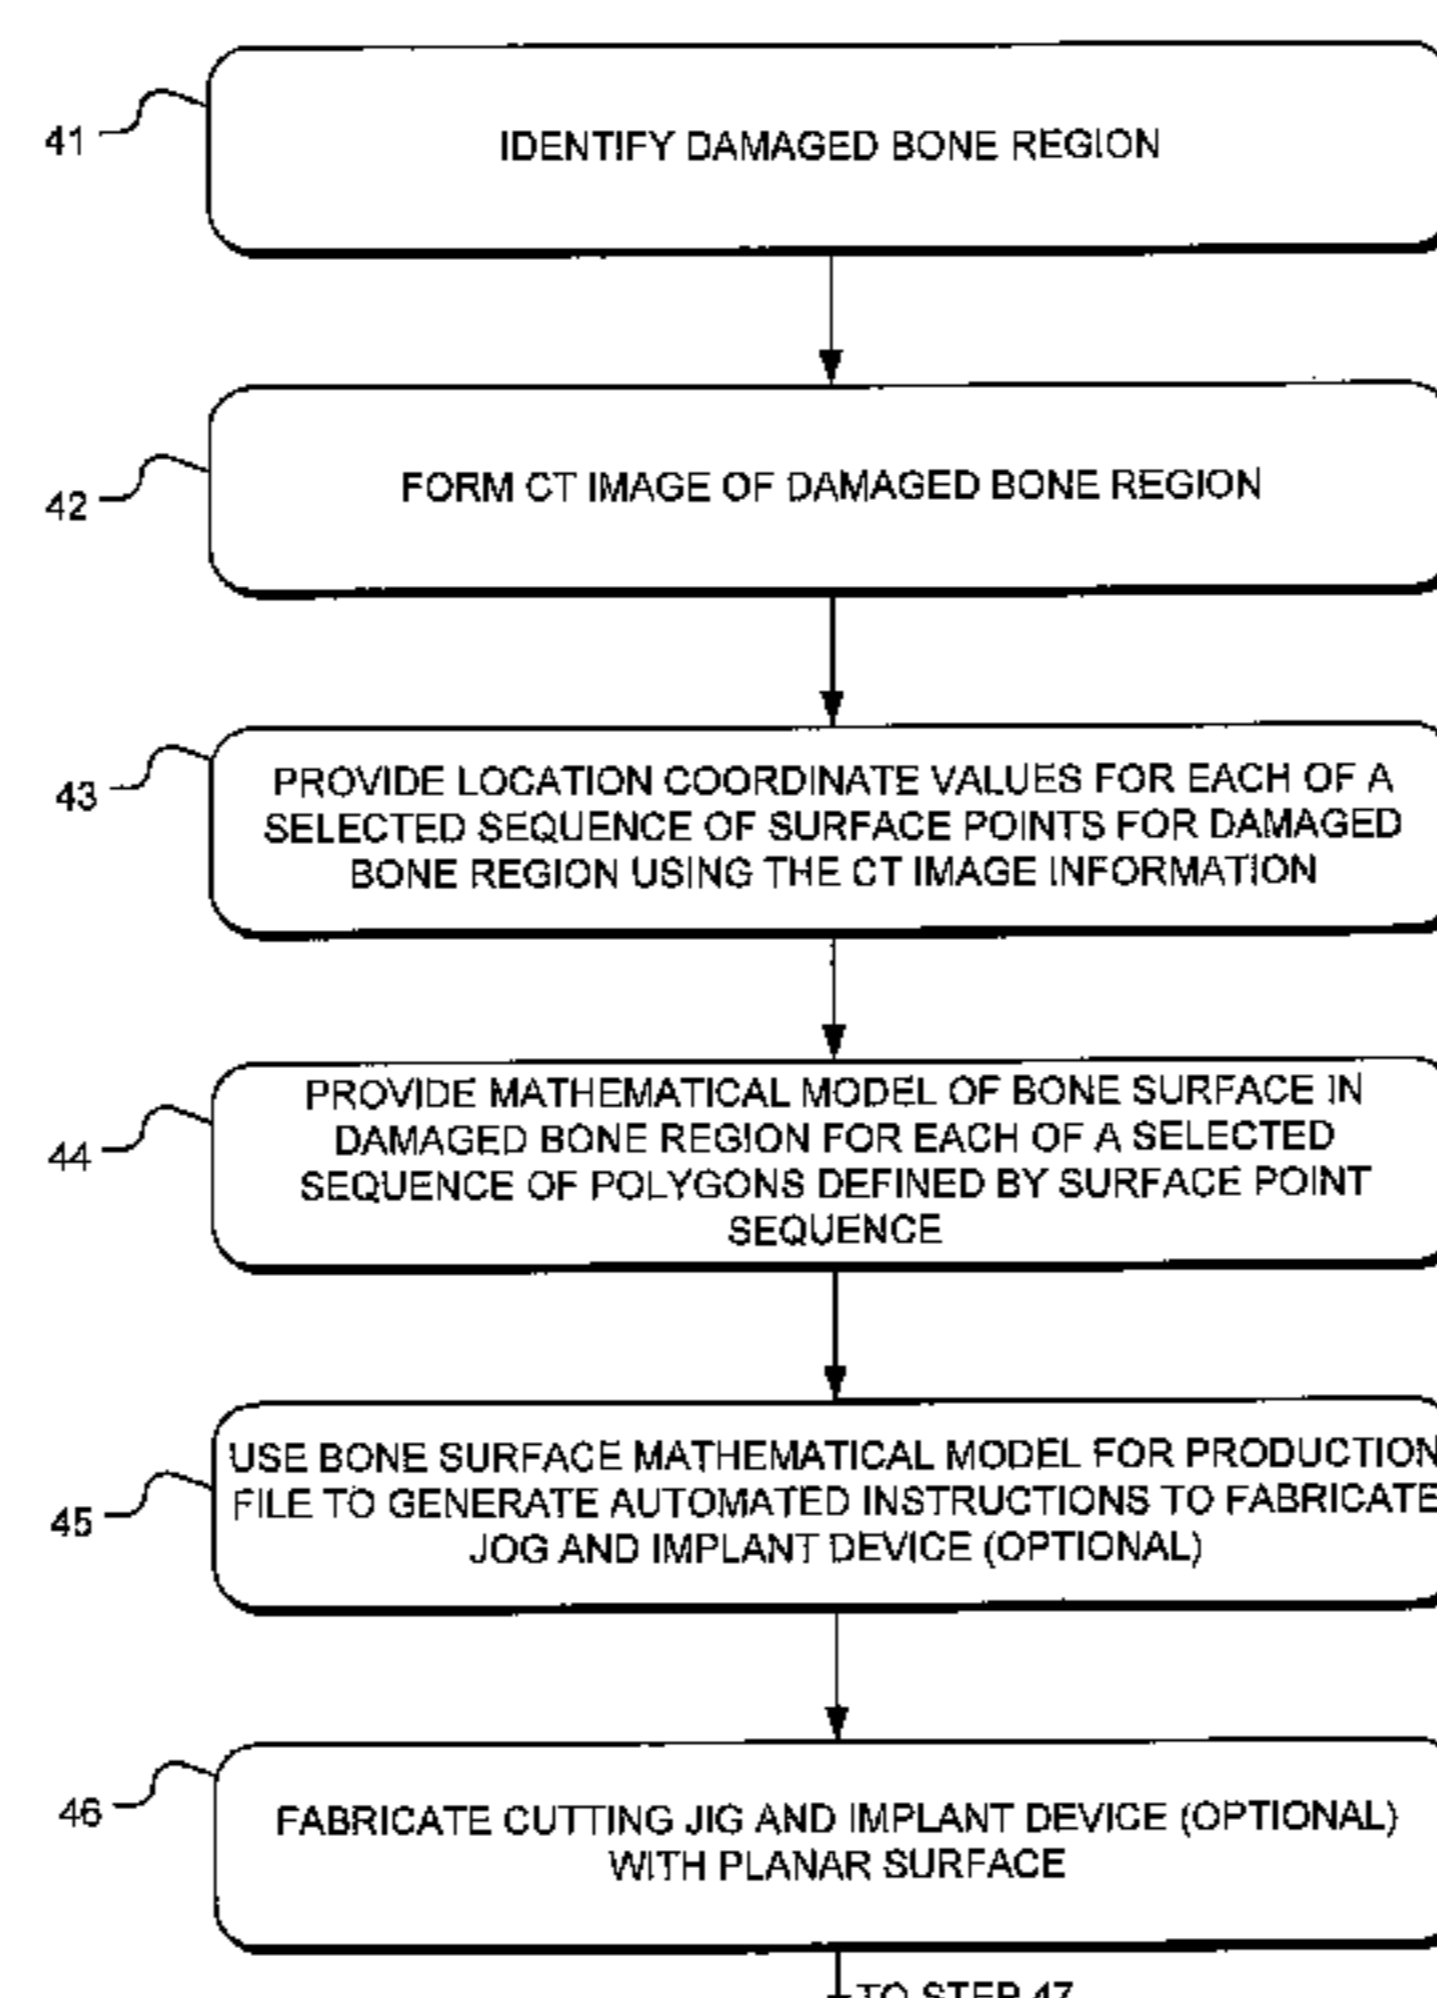 41
IDENTIFY DAMAGED BONE REGION
42
FORM CT IMAGE OF DAMAGED BONE REGION
43
PROVIDE LOCATION COORDINATE VALUES FOR EACH OF A
SELECTED SEQUENCE OF SURFACE POINTS FOR DAMAGED
BONE REGION USING THE CT IMAGE INFORMATION
44
PROVIDE MATHEMATICAL MODEL OF BONE SURFACE IN
DAMAGED BONE REGION FOR EACH OF A SELECTED
SEQUENCE OF POLYGONS DEFINED BY SURFACE POINT
SEQUENCE
45
USE BONE SURFACE MATHEMATICAL MODEL FOR PRODUCTION
FILE TO GENERATE AUTOMATED INSTRUCTIONS TO FABRICATE
JOG AND IMPLANT DEVICE (OPTIONAL)
46
FABRICATE CUTTING JIG AND IMPLANT DEVICE (OPTIONAL)
WITH PLANAR SURFACE
TO STEP 47